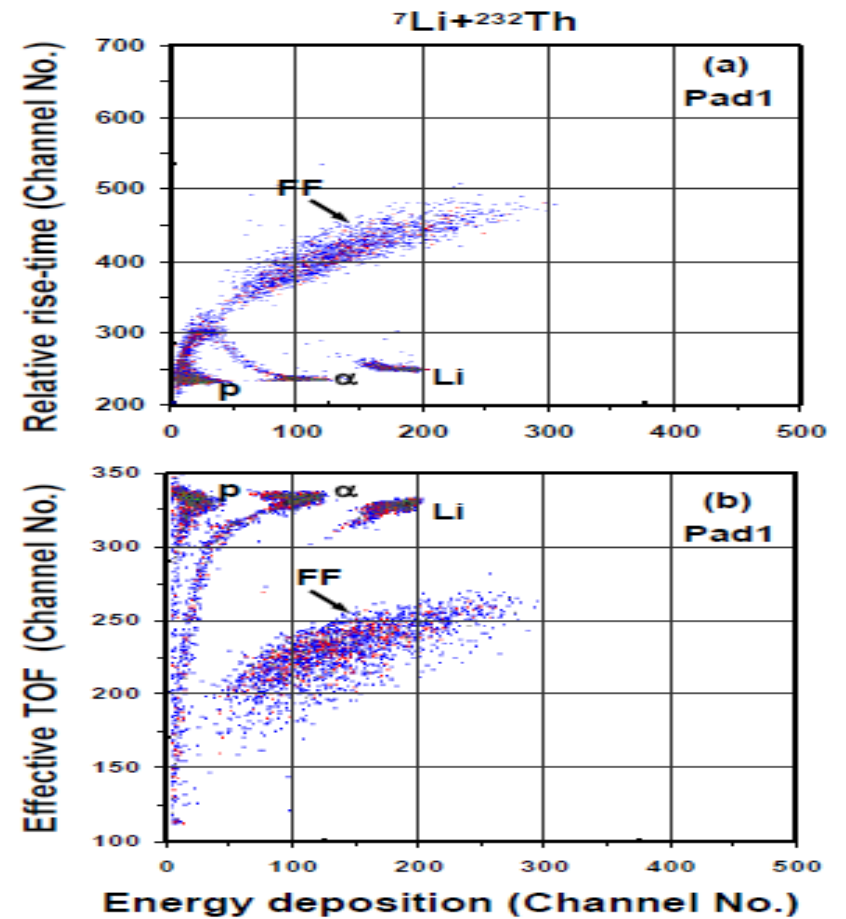 ⁷Li+²³²Th
Relative rise-time (Channel No.)
700
600
500
400
300
200
(a)
Pad1
FF
p
α
Li
0 100 200 300 400 500
Effective TOF (Channel No.)
350
300
250
200
150
100
p
α
Li
(b)
Pad1
FF
0 100 200 300 400 500
Energy deposition (Channel No.)